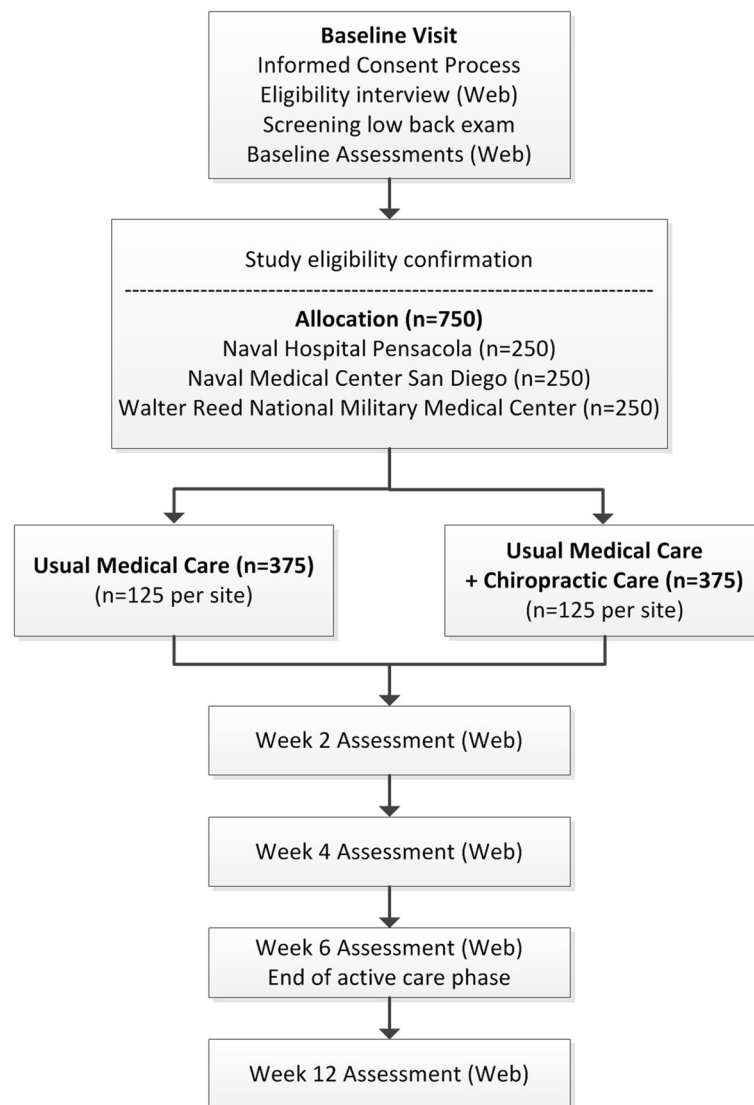 Baseline Visit
Informed Consent Process
Eligibility interview (Web)
Screening low back exam
Baseline Assessments (Web)
Study eligibility confirmation
Allocation (n=750)
Naval Hospital Pensacola (n=250)
Naval Medical Center San Diego (n=250)
Walter Reed National Military Medical Center (n=250)
Usual Medical Care (n=375)
(n=125 per site)
Usual Medical Care
+ Chiropractic Care (n=375)
(n=125 per site)
Week 2 Assessment (Web)
Week 4 Assessment (Web)
Week 6 Assessment (Web)
End of active care phase
Week 12 Assessment (Web)